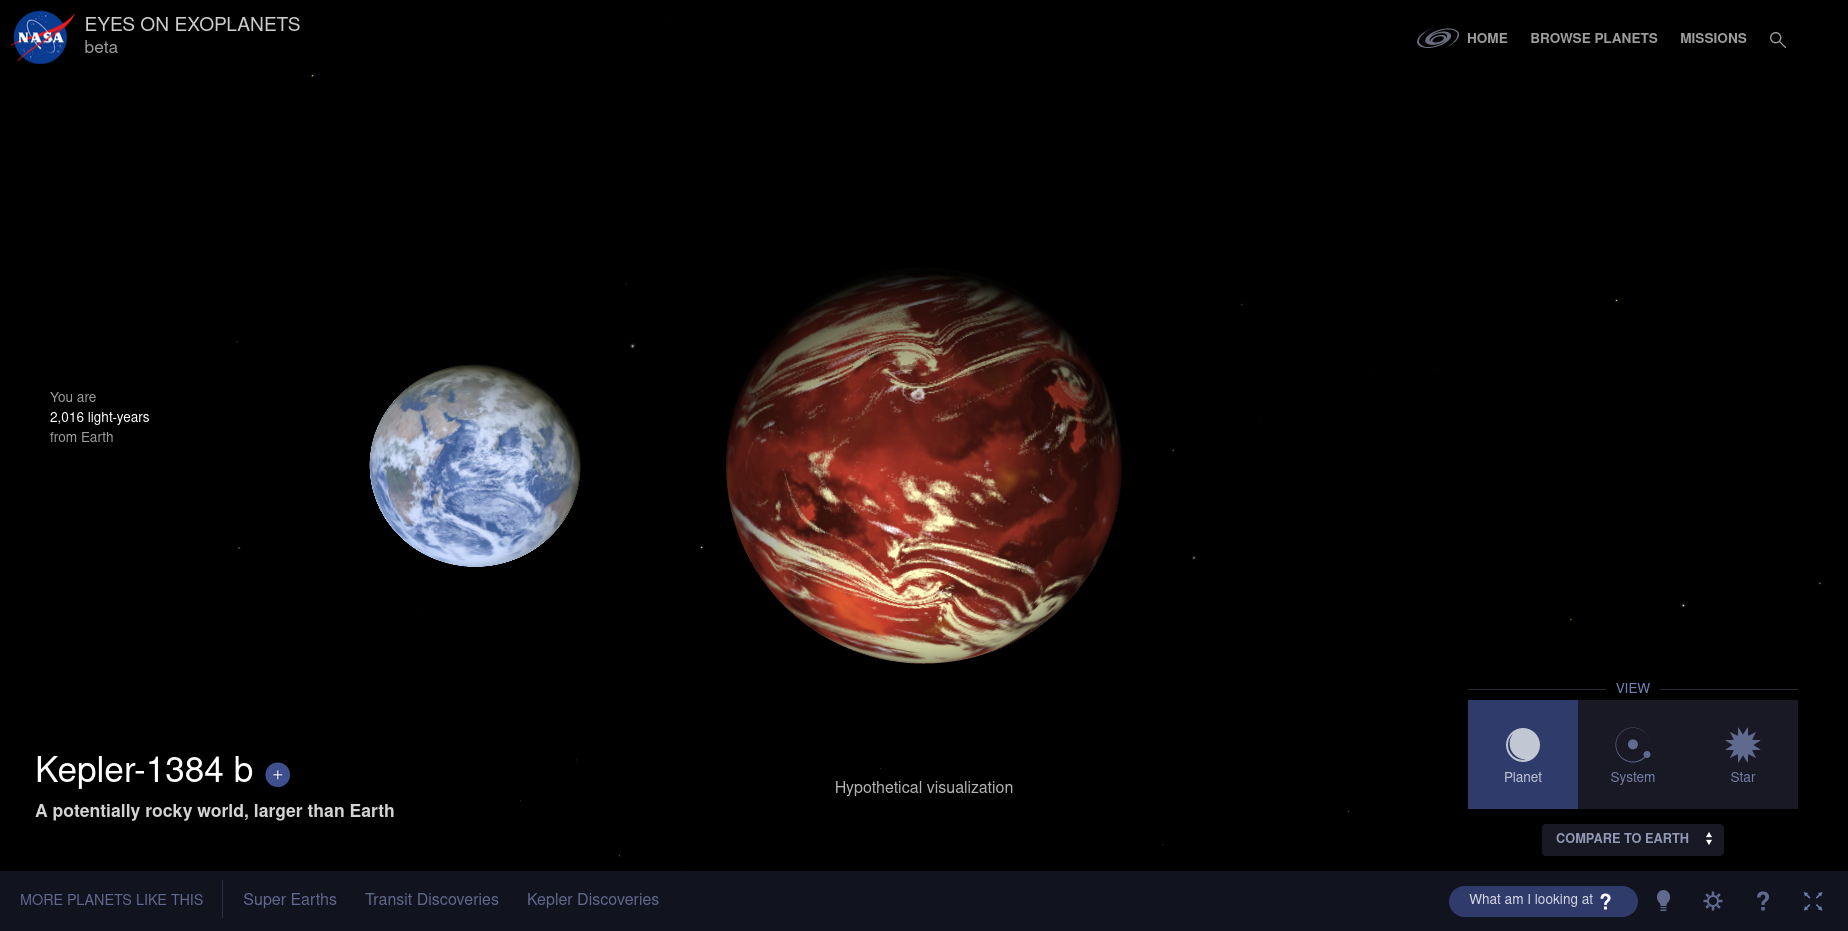 NASA
EYES ON EXOPLANETS
beta
HOME
BROWSE PLANETS
MISSIONS
You are
2,016 light-years
from Earth
Kepler-1384 b +
A potentially rocky world, larger than Earth
Hypothetical visualization
VIEW
Planet
System
Star
COMPARE TO EARTH
MORE PLANETS LIKE THIS
Super Earths
Transit Discoveries
Kepler Discoveries
What am I looking at ?
?